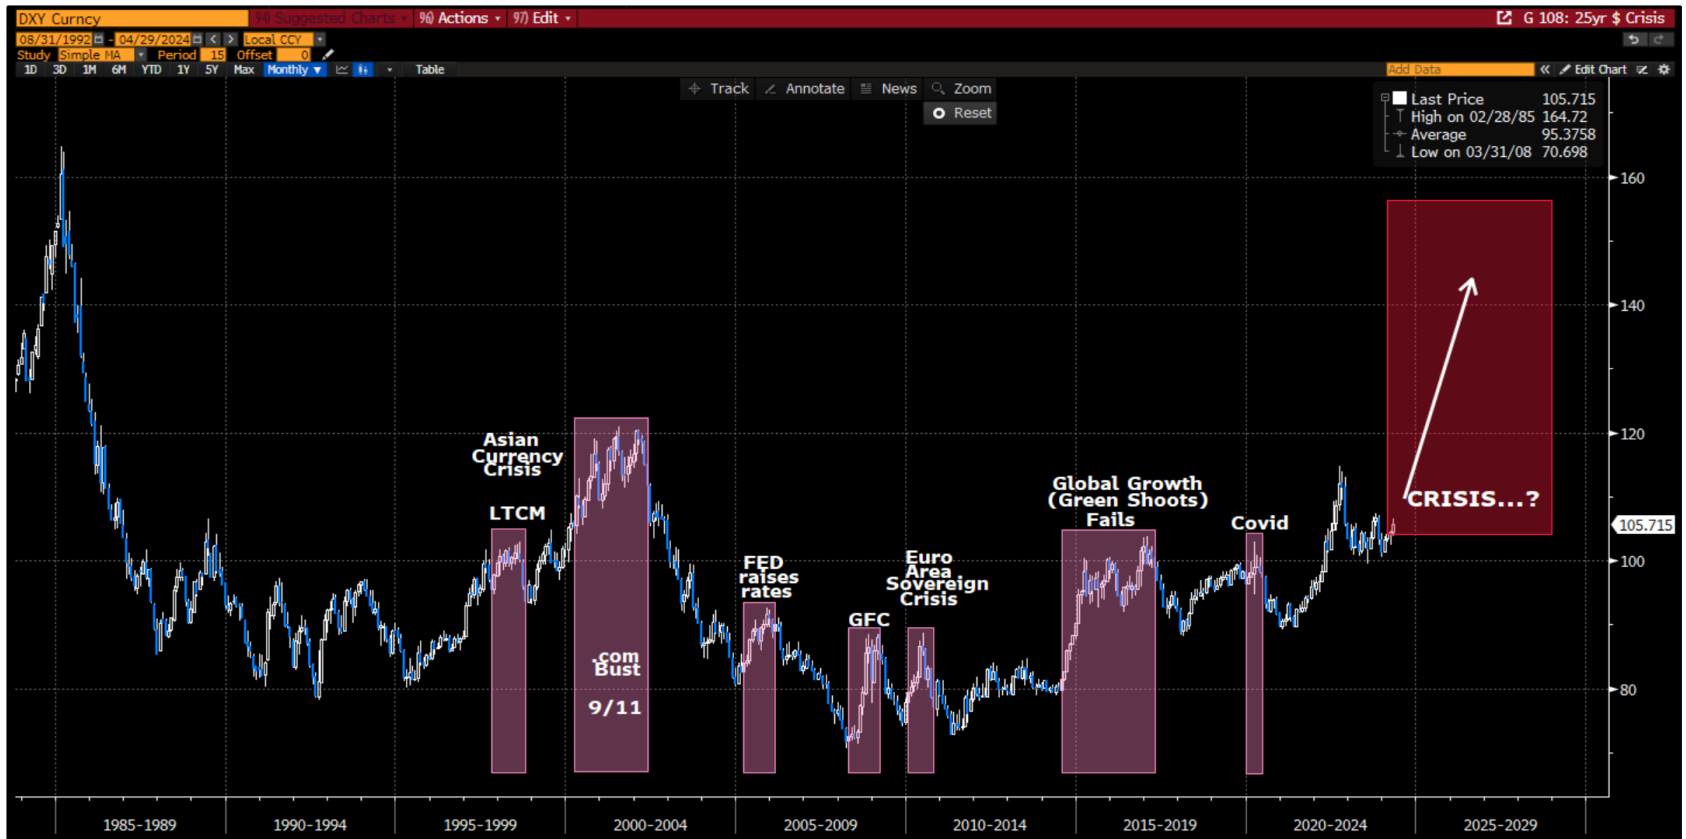 DXY Curncy
94) Suggested Charts
96) Actions
97) Edit
G 108: 25yr $ Crisis
08/31/1992 - 04/29/2024
Local CCY
Study Simple MA Period 15 Offset 0
1D 3D 1M 6M YTD 1Y 5Y Max Monthly ▼ Table
Add Data
« Edit Chart
Track Annotate News Zoom
Reset
Last Price 105.715
High on 02/28/85 164.72
Average 95.3758
Low on 03/31/08 70.698
160
140
120
105.715
100
80
Asian
Currency
Crisis
LTCM
.com
Bust
9/11
FED
raises
rates
GFC
Euro
Area
Sovereign
Crisis
Global Growth
(Green Shoots)
Fails
Covid
CRISIS...?
1985-1989 1990-1994 1995-1999 2000-2004 2005-2009 2010-2014 2015-2019 2020-2024 2025-2029